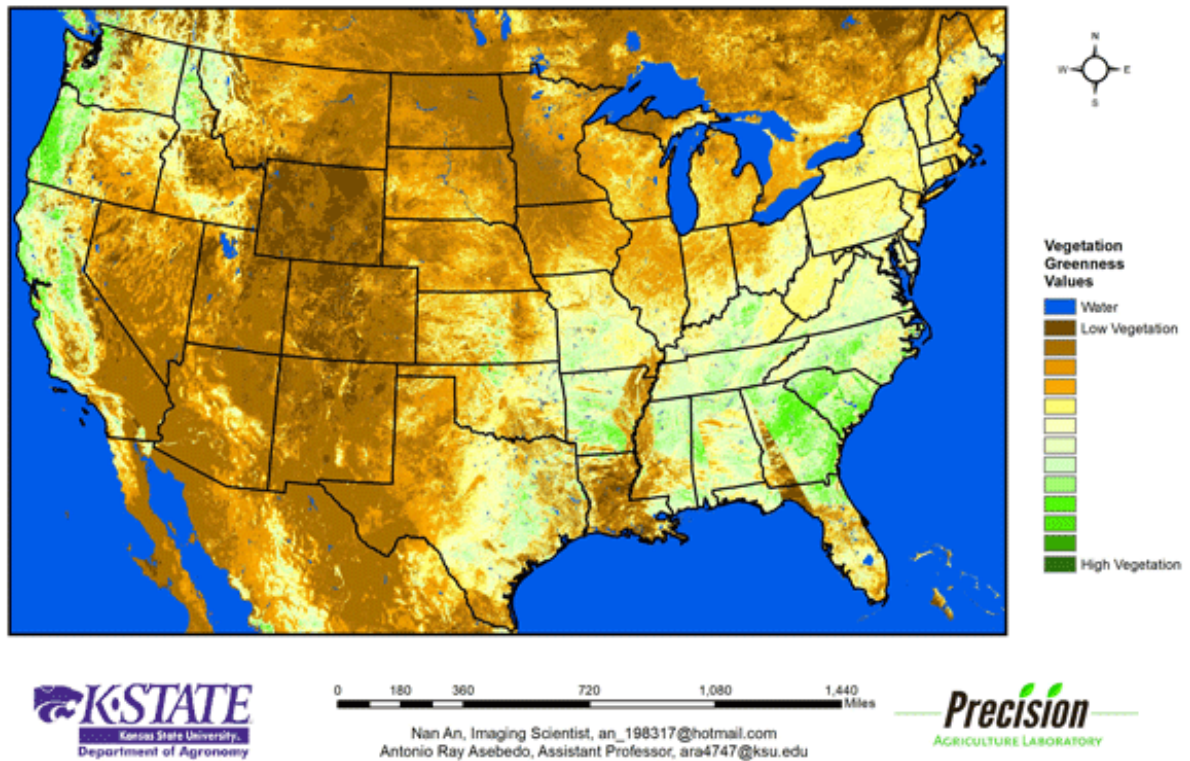 N
W E
S
Vegetation
Greenness
Values
Water
Low Vegetation
High Vegetation
K-STATE
Kansas State University.
Department of Agronomy
0 180 360 720 1,080 1,440
Miles
Nan An, Imaging Scientist, an_198317@hotmail.com
Antonio Ray Asebedo, Assistant Professor, ara4747@ksu.edu
Precision
AGRICULTURE LABORATORY